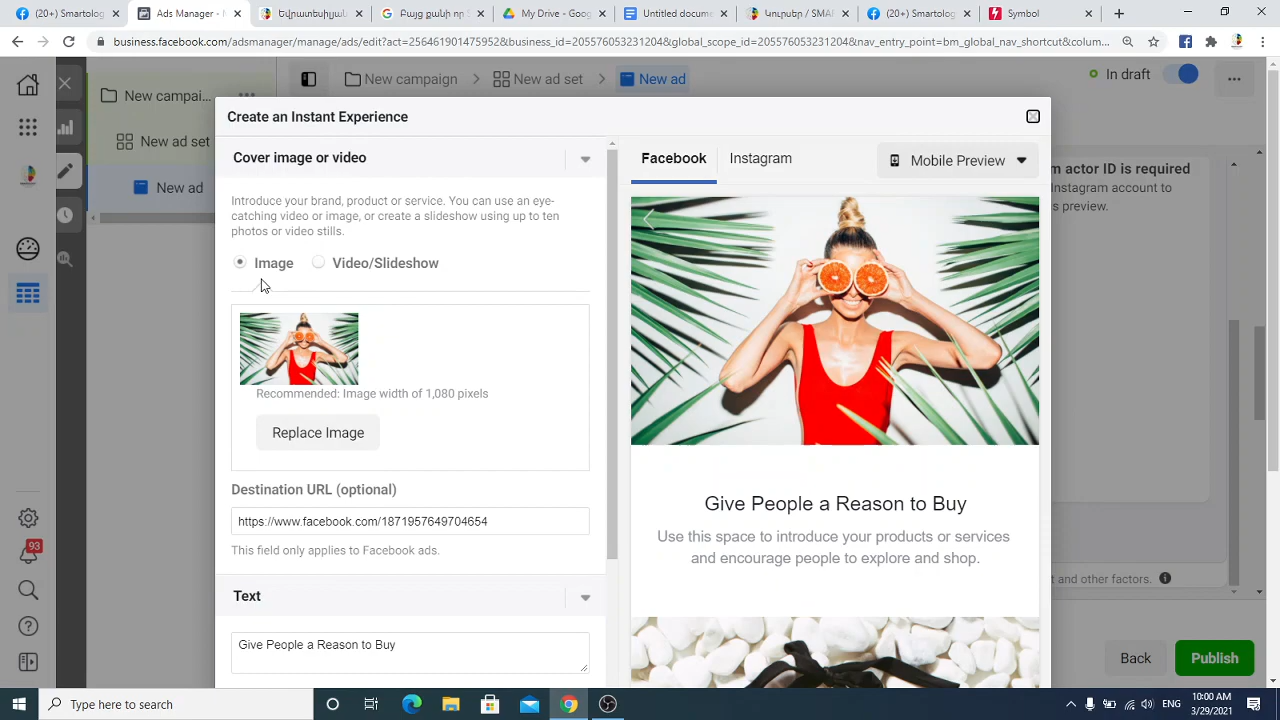 (20+) Smartolog
Ads Manager -
Symbol
My Drive - Go
Untitled docume
(20+) Smartolog
Symbol
business.facebook.com/adsmanager/manage/ads/edit?act=2564619014759528&business_id=205576053231204&global_scope_id=205576053231204&nav_entry_point=bm_global_nav_shortcut&colum...
New campai...
New campaign
New ad set
New ad
In draft
New ad set
New ad
Create an Instant Experience
Cover image or video
Introduce your brand, product or service. You can use an eye-
catching video or image, or create a slideshow using up to ten
photos or video stills.
Image
Video/Slideshow
Recommended: Image width of 1,080 pixels
Replace Image
Destination URL (optional)
https://www.facebook.com/1871957649704654
This field only applies to Facebook ads.
Text
Give People a Reason to Buy
Facebook
Instagram
Mobile Preview
Give People a Reason to Buy
Use this space to introduce your products or services
and encourage people to explore and shop.
m actor ID is required
Instagram account to
s preview.
t and other factors.
Back
Publish
93
Type here to search
ENG
10:00 AM
3/29/2021